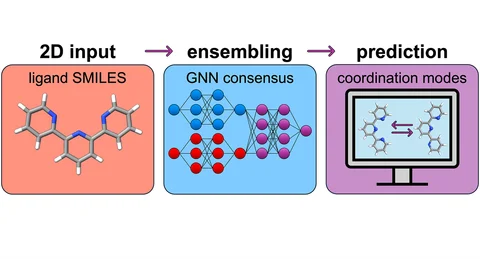 2D input → ensembling → prediction
ligand SMILES
GNN consensus
coordination modes